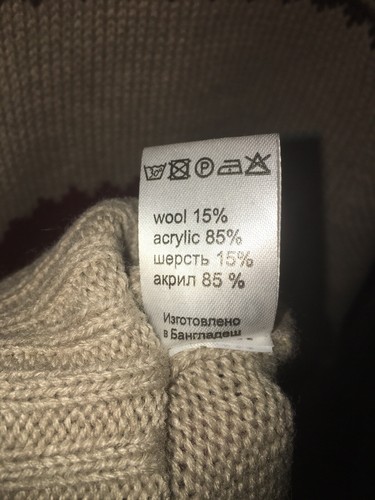 P
wool 15%
acrylic 85%
шерсть 15%
акрил 85 %
Изготовлено
в Бангладеш